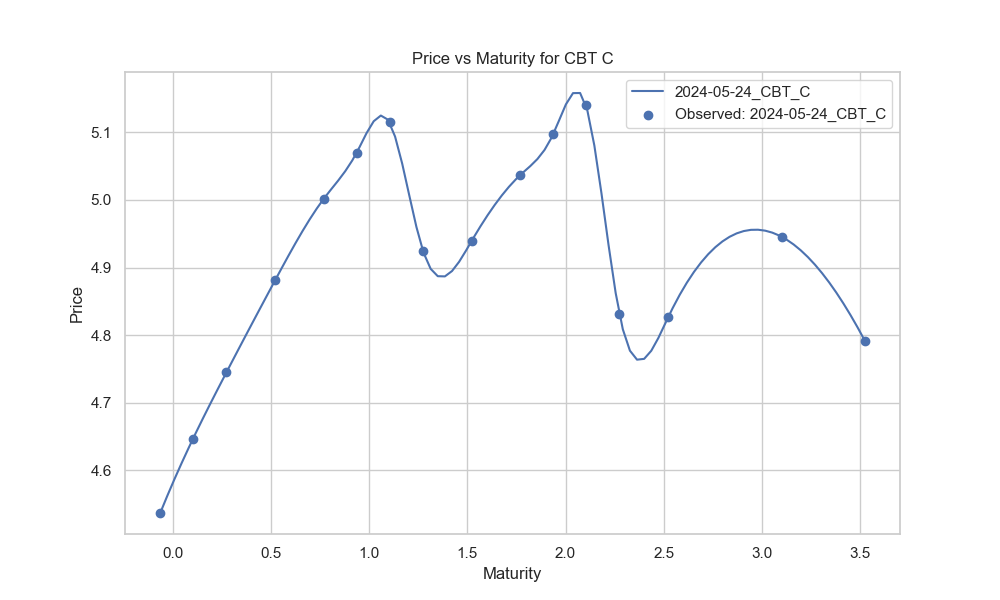 Price vs Maturity for CBT C
2024-05-24_CBT_C
Observed: 2024-05-24_CBT_C
5.1
5.0
4.9
4.8
4.7
4.6
Price
0.0 0.5 1.0 1.5 2.0 2.5 3.0 3.5
Maturity